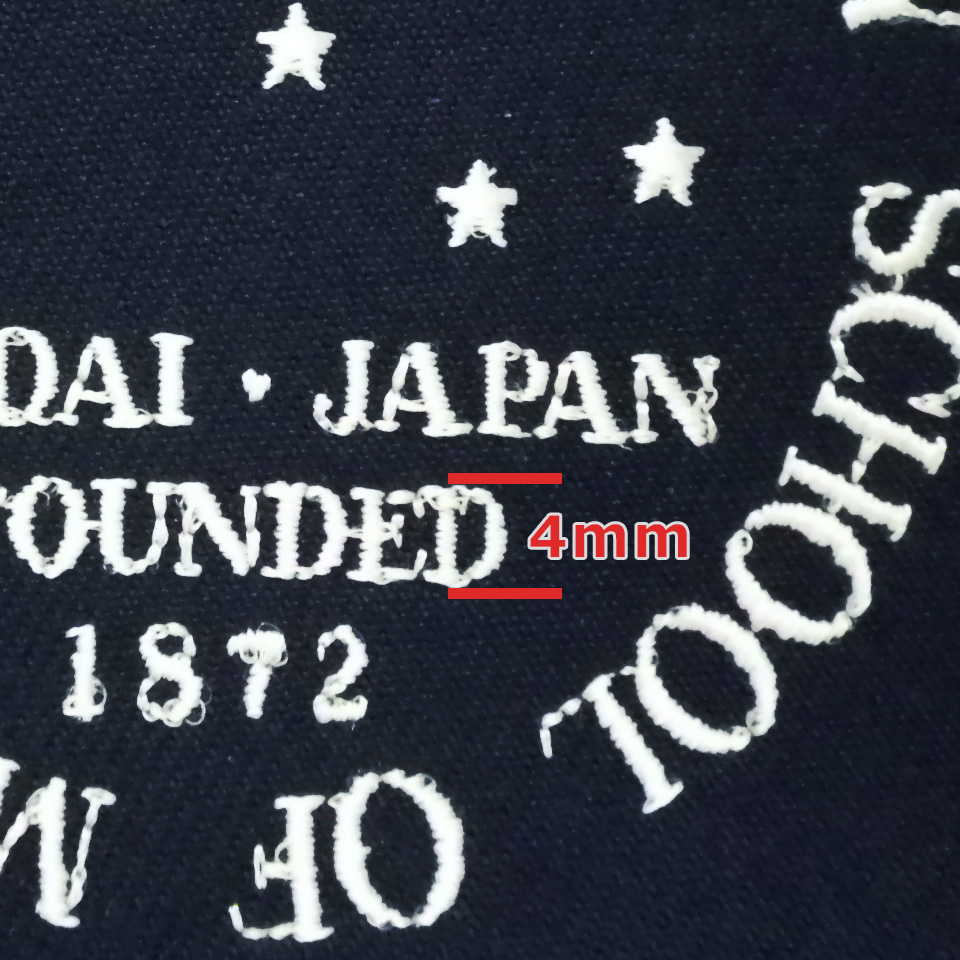 DAI · JAPAN
OUNDED
4mm
1872
SCHOOL
OF M